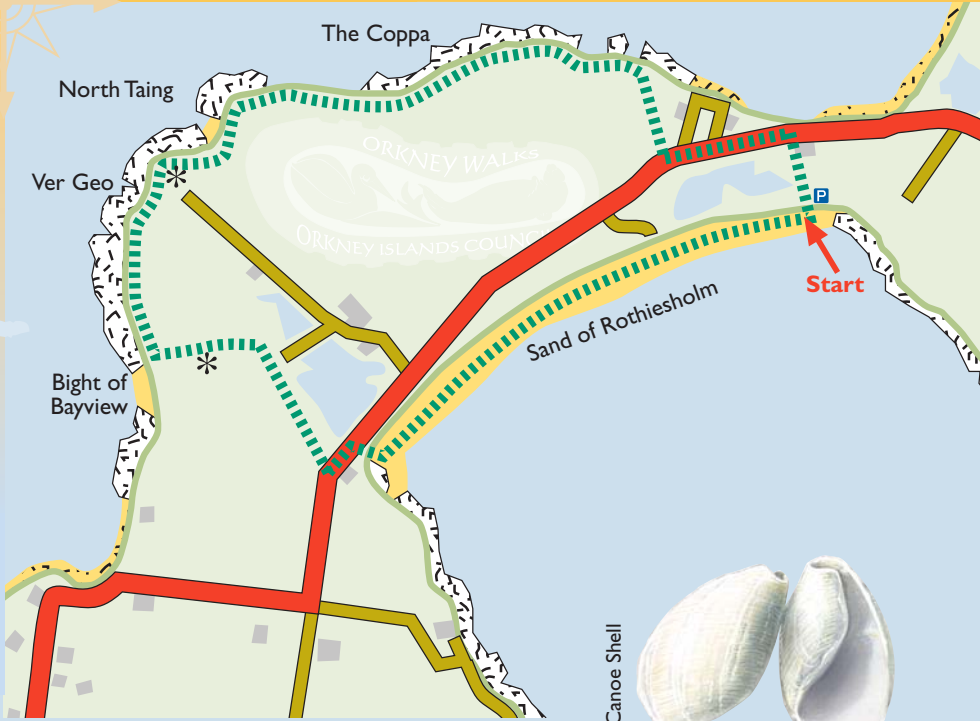 The Coppa
North Taing
ORKNEY WALKS
Ver Geo
ORKNEY ISLANDS COUNCIL
P
Start
Sand of Rothiesholm
Bight of
Bayview
Canoe Shell